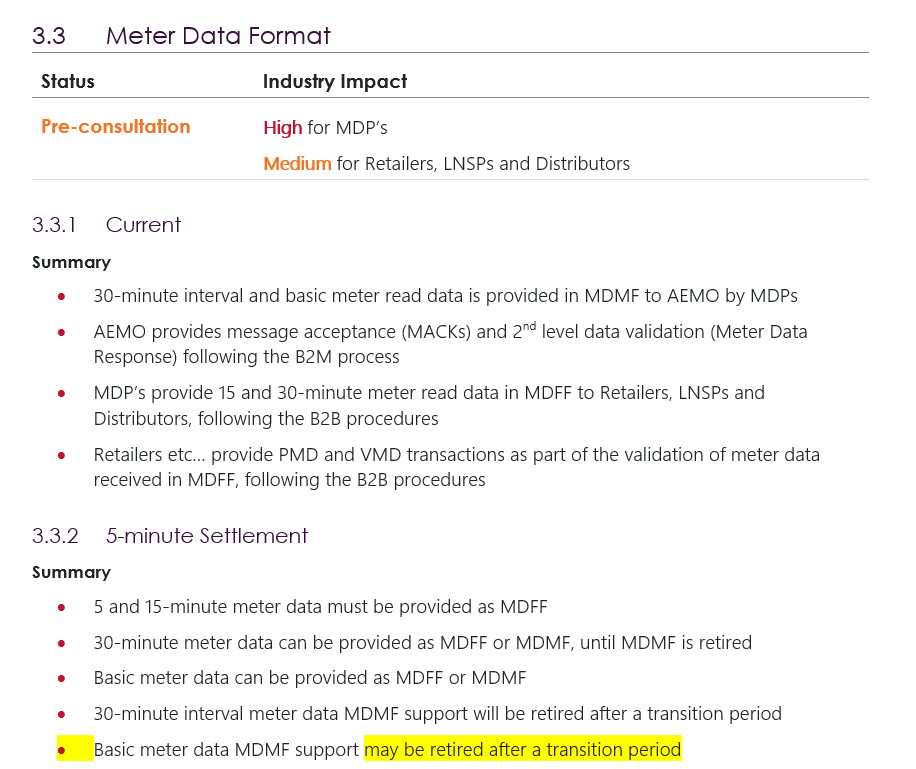 3.3 Meter Data Format
Status Industry Impact
Pre-consultation High for MDP's
Medium for Retailers, LNSPs and Distributors
3.3.1 Current
Summary
• 30-minute interval and basic meter read data is provided in MDMF to AEMO by MDPs
• AEMO provides message acceptance (MACKs) and 2nd level data validation (Meter Data
Response) following the B2M process
• MDP's provide 15 and 30-minute meter read data in MDFF to Retailers, LNSPs and
Distributors, following the B2B procedures
• Retailers etc... provide PMD and VMD transactions as part of the validation of meter data
received in MDFF, following the B2B procedures
3.3.2 5-minute Settlement
Summary
• 5 and 15-minute meter data must be provided as MDFF
• 30-minute meter data can be provided as MDFF or MDMF, until MDMF is retired
• Basic meter data can be provided as MDFF or MDMF
• 30-minute interval meter data MDMF support will be retired after a transition period
• Basic meter data MDMF support may be retired after a transition period